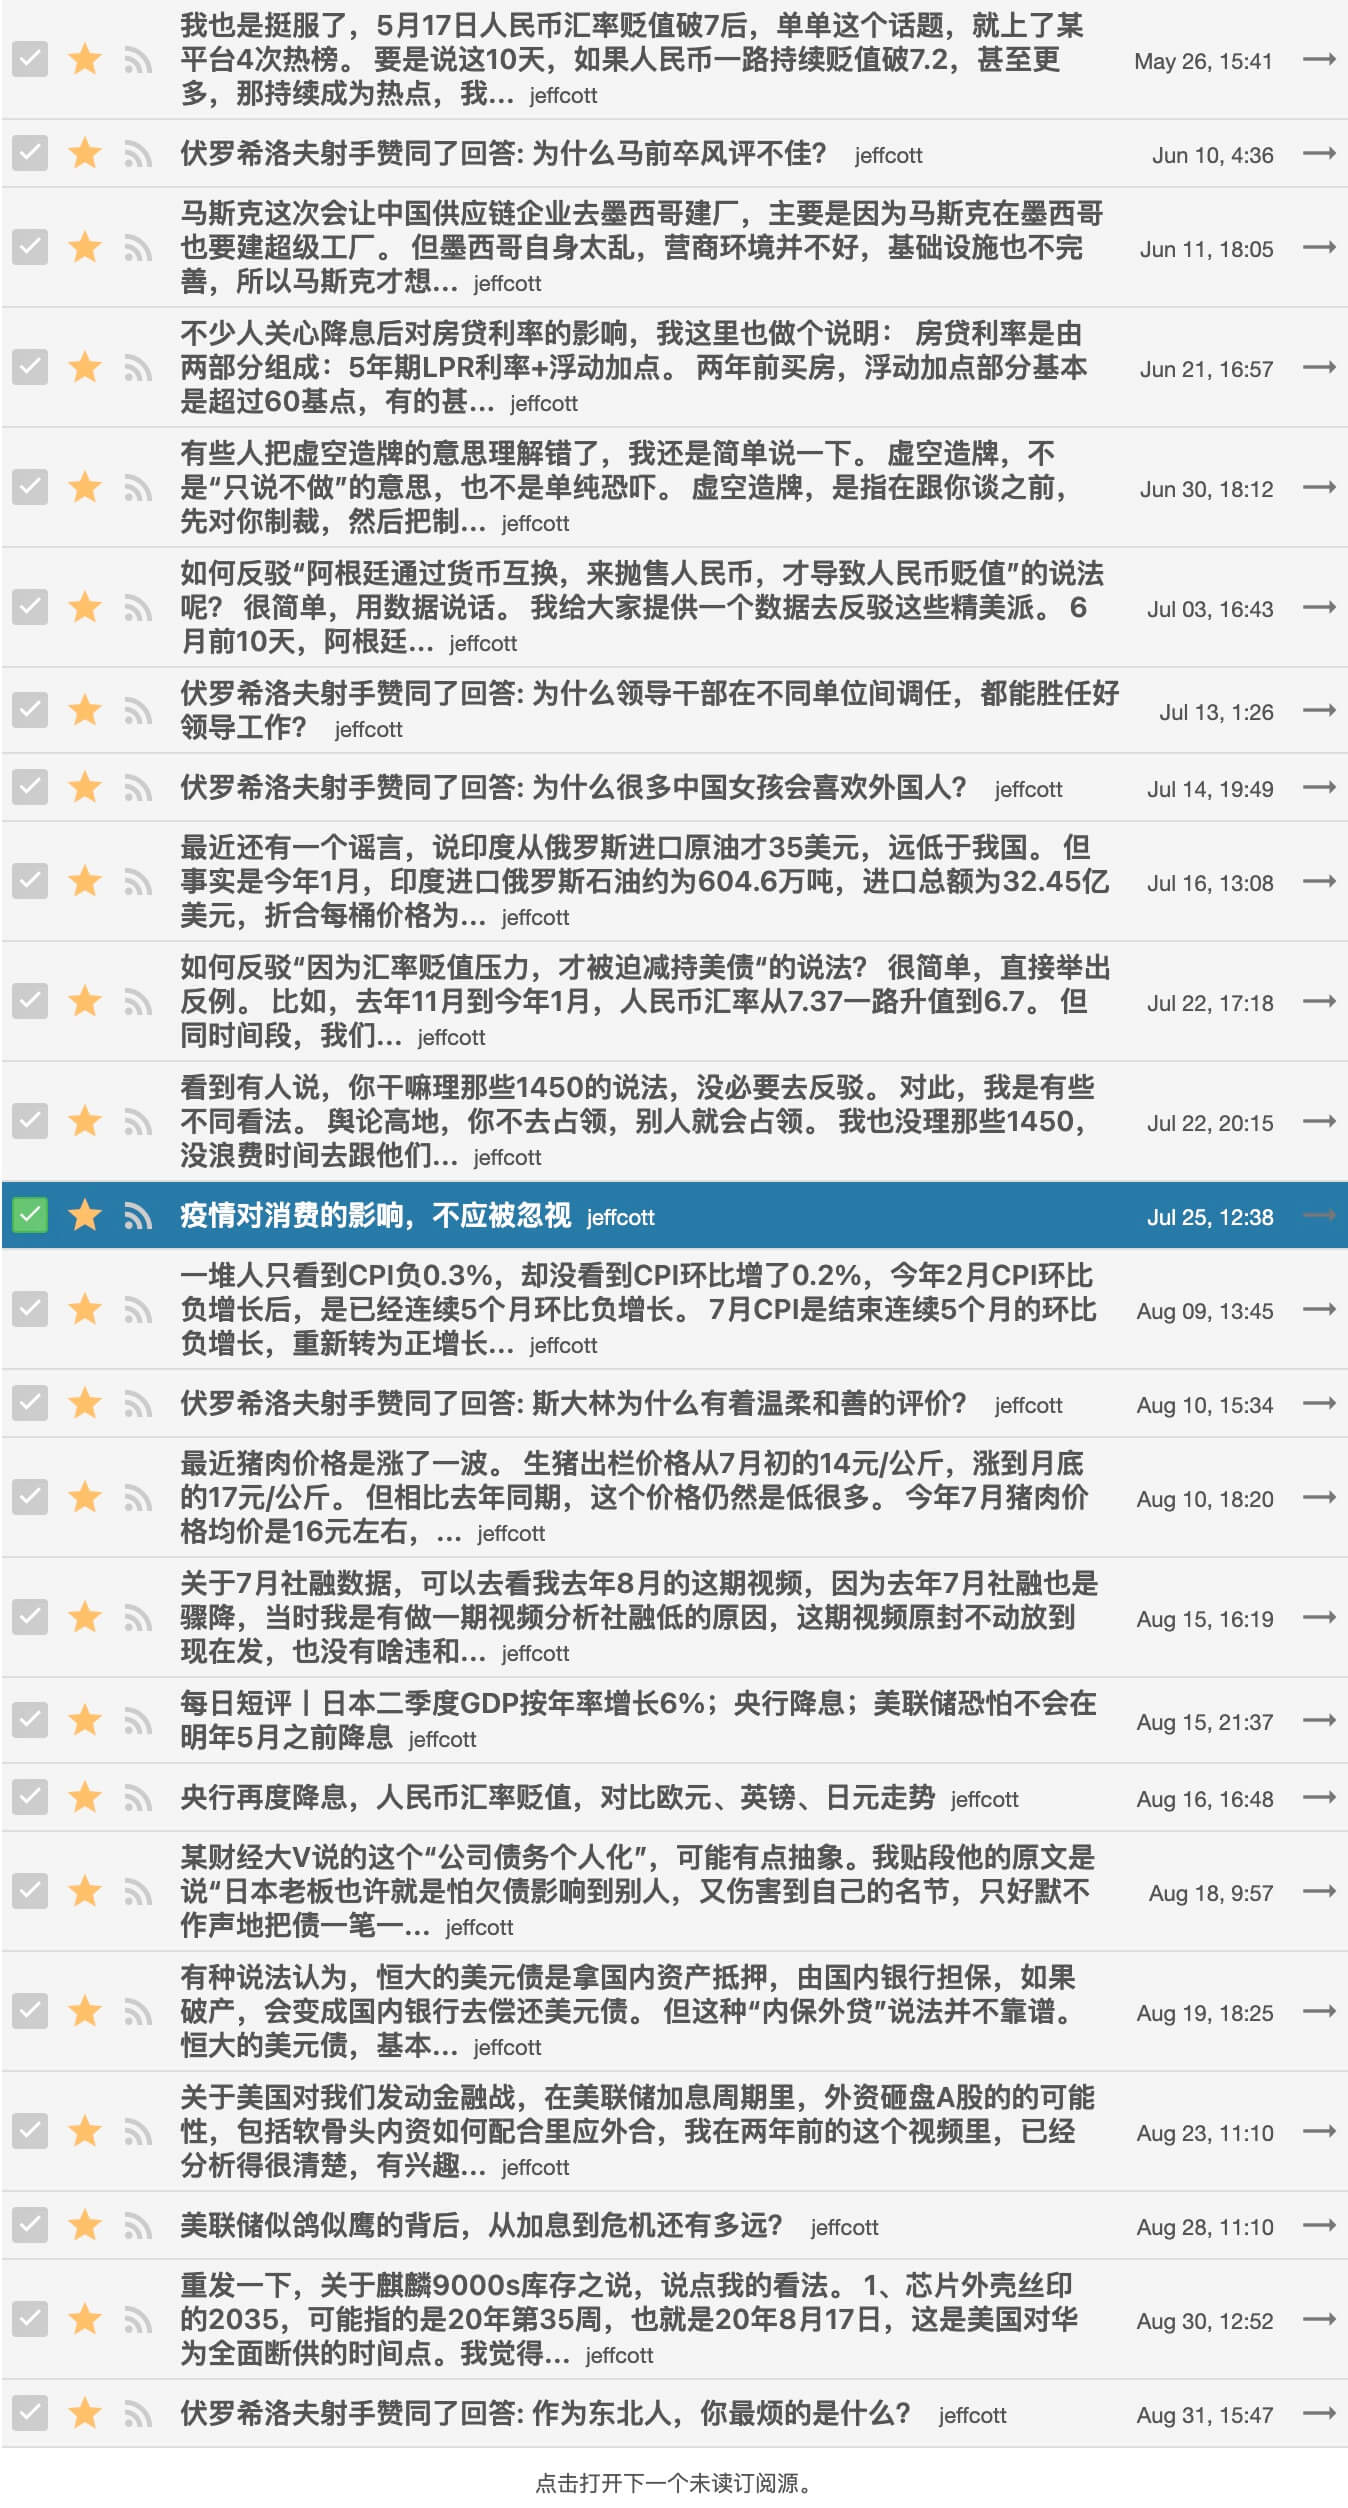 我也是挺服了，5月17日人民币汇率贬值破7后，单单这个话题，就上了某
平台4次热榜。 要是说这10天，如果人民币一路持续贬值破7.2，甚至更
多，那持续成为热点，我... jeffcott
May 26, 15:41
伏罗希洛夫射手赞同了回答: 为什么马前卒风评不佳？ jeffcott
Jun 10, 4:36
马斯克这次会让中国供应链企业去墨西哥建厂，主要是因为马斯克在墨西哥
也要建超级工厂。 但墨西哥自身太乱，营商环境并不好，基础设施也不完
善，所以马斯克才想... jeffcott
Jun 11, 18:05
不少人关心降息后对房贷利率的影响，我这里也做个说明： 房贷利率是由
两部分组成：5年期LPR利率+浮动加点。 两年前买房，浮动加点部分基本
是超过60基点，有的甚... jeffcott
Jun 21, 16:57
有些人把虚空造牌的意思理解错了，我还是简单说一下。 虚空造牌，不
是“只说不做”的意思，也不是单纯恐吓。 虚空造牌，是指在跟你谈之前，
先对你制裁，然后把制... jeffcott
Jun 30, 18:12
如何反驳“阿根廷通过货币互换，来抛售人民币，才导致人民币贬值”的说法
呢？ 很简单，用数据说话。 我给大家提供一个数据去反驳这些精美派。 6
月前10天，阿根廷... jeffcott
Jul 03, 16:43
伏罗希洛夫射手赞同了回答: 为什么领导干部在不同单位间调任，都能胜任好
领导工作？ jeffcott
Jul 13, 1:26
伏罗希洛夫射手赞同了回答: 为什么很多中国女孩会喜欢外国人？ jeffcott
Jul 14, 19:49
最近还有一个谣言，说印度从俄罗斯进口原油才35美元，远低于我国。 但
事实是今年1月，印度进口俄罗斯石油约为604.6万吨，进口总额为32.45亿
美元，折合每桶价格为... jeffcott
Jul 16, 13:08
如何反驳“因为汇率贬值压力，才被迫减持美债“的说法？ 很简单，直接举出
反例。 比如，去年11月到今年1月，人民币汇率从7.37一路升值到6.7。 但
同时间段，我们... jeffcott
Jul 22, 17:18
看到有人说，你干嘛理那些1450的说法，没必要去反驳。 对此，我是有些
不同看法。 舆论高地，你不去占领，别人就会占领。 我也没理那些1450，
没浪费时间去跟他们... jeffcott
Jul 22, 20:15
疫情对消费的影响，不应被忽视 jeffcott
Jul 25, 12:38
一堆人只看到CPI负0.3%，却没看到CPI环比增了0.2%，今年2月CPI环比
负增长后，是已经连续5个月环比负增长。 7月CPI是结束连续5个月的环比
负增长，重新转为正增长... jeffcott
Aug 09, 13:45
伏罗希洛夫射手赞同了回答: 斯大林为什么有着温柔和善的评价？ jeffcott
Aug 10, 15:34
最近猪肉价格是涨了一波。 生猪出栏价格从7月初的14元/公斤，涨到月底
的17元/公斤。 但相比去年同期，这个价格仍然是低很多。 今年7月猪肉价
格均价是16元左右，... jeffcott
Aug 10, 18:20
关于7月社融数据，可以去看我去年8月的这期视频，因为去年7月社融也是
骤降，当时我是有做一期视频分析社融低的原因，这期视频原封不动放到
现在发，也没有啥违和... jeffcott
Aug 15, 16:19
每日短评丨日本二季度GDP按年率增长6%；央行降息；美联储恐怕不会在
明年5月之前降息 jeffcott
Aug 15, 21:37
央行再度降息，人民币汇率贬值，对比欧元、英镑、日元走势 jeffcott
Aug 16, 16:48
某财经大V说的这个“公司债务个人化”，可能有点抽象。我贴段他的原文是
说“日本老板也许就是怕欠债影响到别人，又伤害到自己的名节，只好默不
作声地把债一笔一... jeffcott
Aug 18, 9:57
有种说法认为，恒大的美元债是拿国内资产抵押，由国内银行担保，如果
破产，会变成国内银行去偿还美元债。 但这种“内保外贷”说法并不靠谱。
恒大的美元债，基本... jeffcott
Aug 19, 18:25
关于美国对我们发动金融战，在美联储加息周期里，外资砸盘A股的的可能
性，包括软骨头内资如何配合里应外合，我在两年前的这个视频里，已经
分析得很清楚，有兴趣... jeffcott
Aug 23, 11:10
美联储似鸽似鹰的背后，从加息到危机还有多远？ jeffcott
Aug 28, 11:10
重发一下，关于麒麟9000s库存之说，说点我的看法。 1、芯片外壳丝印
的2035，可能指的是20年第35周，也就是20年8月17日，这是美国对华
为全面断供的时间点。我觉得... jeffcott
Aug 30, 12:52
伏罗希洛夫射手赞同了回答: 作为东北人，你最烦的是什么？ jeffcott
Aug 31, 15:47
点击打开下一个未读订阅源。